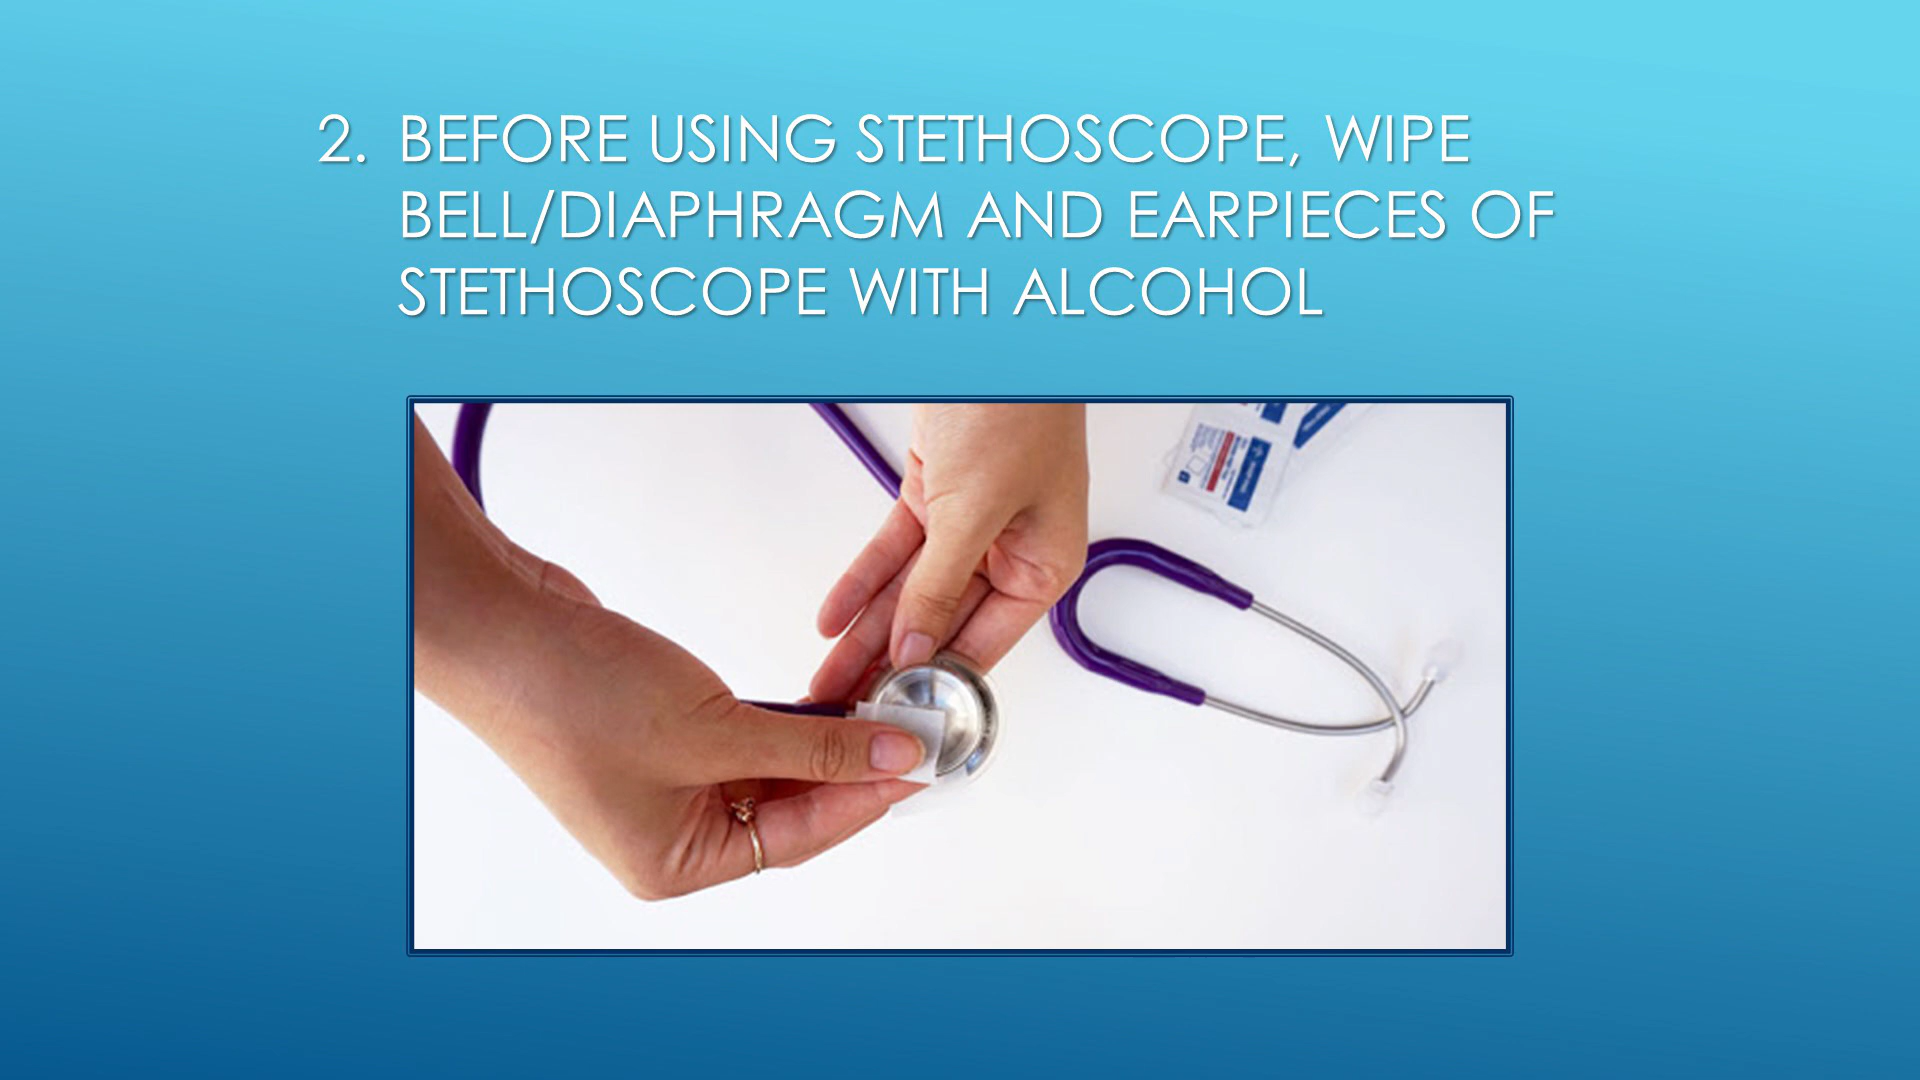 2. BEFORE USING STETHOSCOPE, WIPE
BELL/DIAPHRAGM AND EARPIECES OF
STETHOSCOPE WITH ALCOHOL